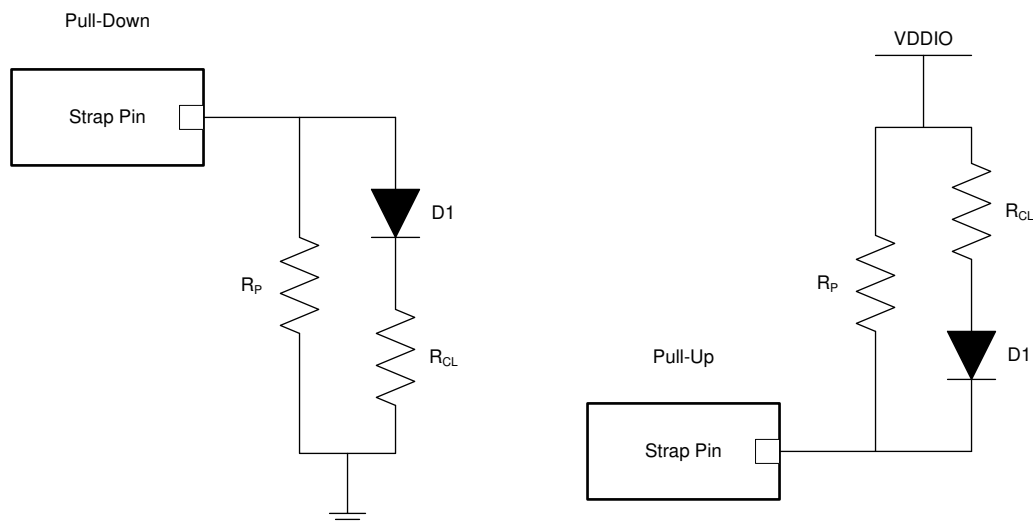 Pull-Down
Strap Pin
D1
R_P
R_CL
VDDIO
R_CL
R_P
D1
Pull-Up
Strap Pin